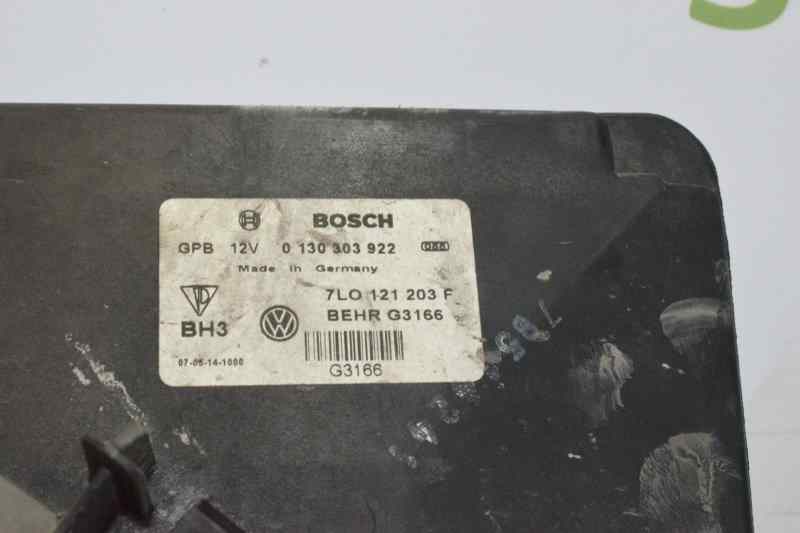 BOSCH
GPB 12V 0 130 303 922
Made in Germany
7LO 121 203 F
BH3 BEHR G3166
07-05-14-1000
G3166